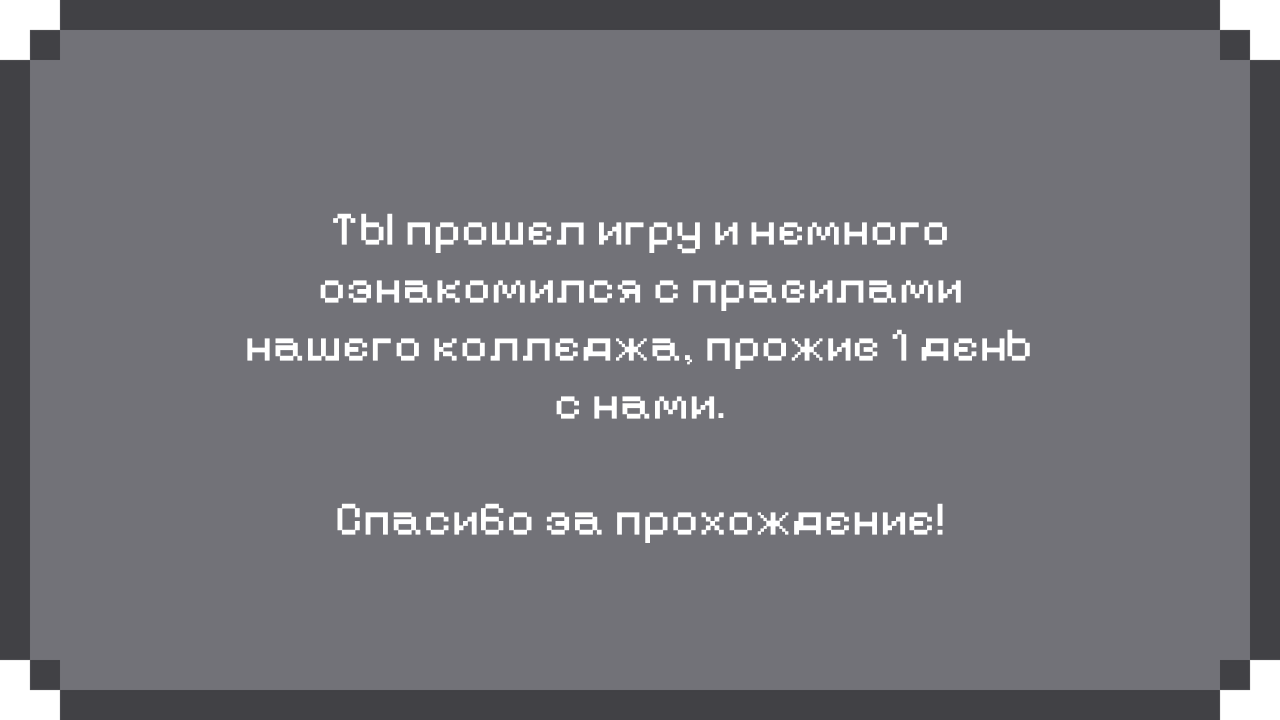 Ты прошел игру и немного
ознакомился с правилами
нашего колледжа, прожив 1 день
с нами.
Спасибо за прохождение!